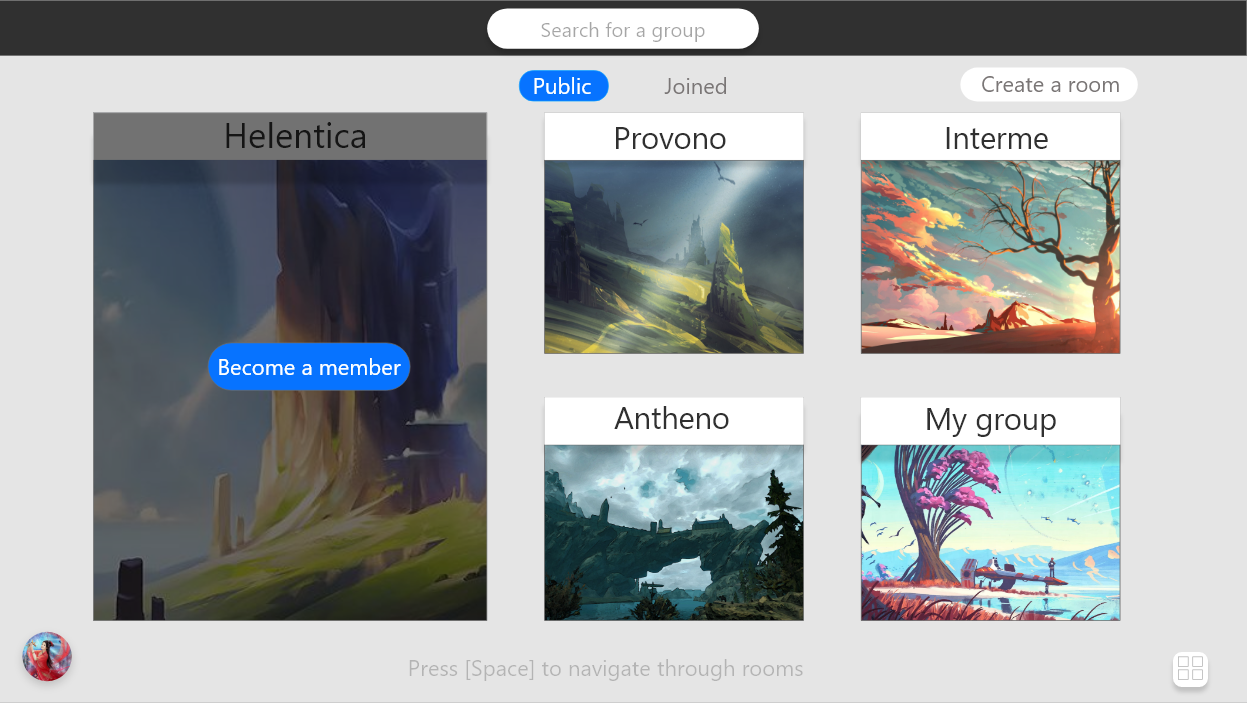 Search for a group
Public
Joined
Create a room
Helentica
Provono
Interme
Become a member
Antheno
My group
Press [Space] to navigate through rooms